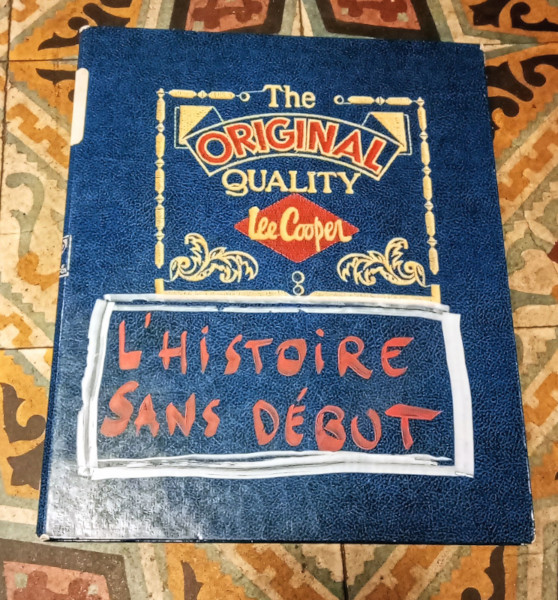 The
ORIGINAL
QUALITY
Lee Cooper
L'HiSTOiRE
SANS DÉBUT